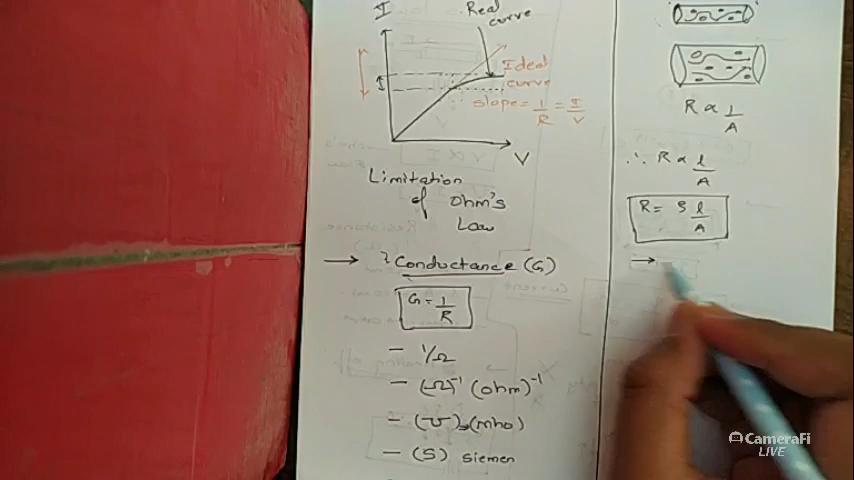 I
Real
curve
Ideal
curve
slope = 1/R = I/V
V
Limitation
of ohm's
Law
→ Conductance (G)
G = 1/R
- 1/Ω
- (Ω)⁻¹ (ohm)⁻¹
- (℧), (mho)
- (S) siemen
R ∝ 1/A
∴ R ∝ l/A
R = ρ l/A
→
CameraFi
LIVE